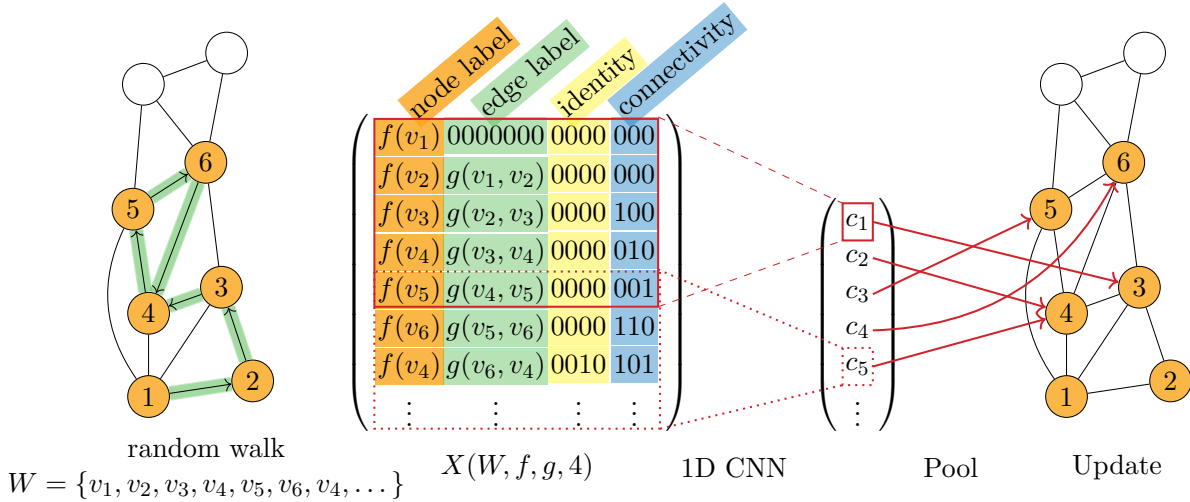 node label
edge label
identity
connectivity
6
5
4
3
1
2
f(v₁) 0000000 0000 000
f(v₂) g(v₁, v₂) 0000 000
f(v₃) g(v₂, v₃) 0000 100
f(v₄) g(v₃, v₄) 0000 010
f(v₅) g(v₄, v₅) 0000 001
f(v₆) g(v₅, v₆) 0000 110
f(v₄) g(v₆, v₄) 0010 101
⋮ ⋮ ⋮ ⋮
c₁
c₂
c₃
c₄
c₅
⋮
6
5
3
4
2
1
random walk
W = {v₁, v₂, v₃, v₄, v₅, v₆, v₄, . . . }
X(W, f, g, 4)
1D CNN
Pool
Update